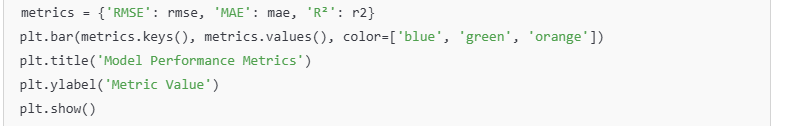 metrics = {'RMSE': rmse, 'MAE': mae, 'R²': r2}
plt.bar(metrics.keys(), metrics.values(), color=['blue', 'green', 'orange'])
plt.title('Model Performance Metrics')
plt.ylabel('Metric Value')
plt.show()